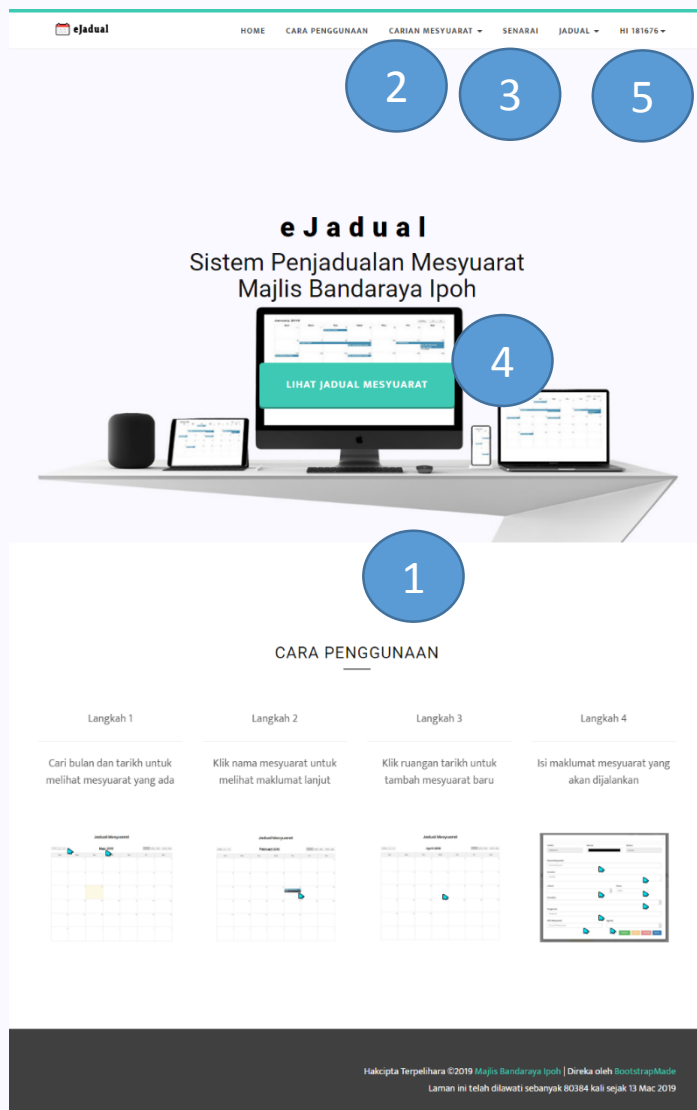 eJadual
HOME CARA PENGGUNAAN CARIAN MESYUARAT SENARAI JADUAL HI 181676
2 3 5
eJadual
Sistem Penjadualan Mesyuarat
Majlis Bandaraya Ipoh
4
LIHAT JADUAL MESYUARAT
1
CARA PENGGUNAAN
Langkah 1
Cari bulan dan tarikh untuk
melihat mesyuarat yang ada
Jadual Mesyuarat
Langkah 2
Klik nama mesyuarat untuk
melihat maklumat lanjut
Jadual Mesyuarat
Februari 2019
Langkah 3
Klik ruangan tarikh untuk
tambah mesyuarat baru
Jadual Mesyuarat
April 2019
Langkah 4
Isi maklumat mesyuarat yang
akan dijalankan
Hakcipta Terpelihara ©2019 Majlis Bandaraya Ipoh | Direka oleh BootstrapMade
Laman ini telah dilawati sebanyak 80384 kali sejak 13 Mac 2019